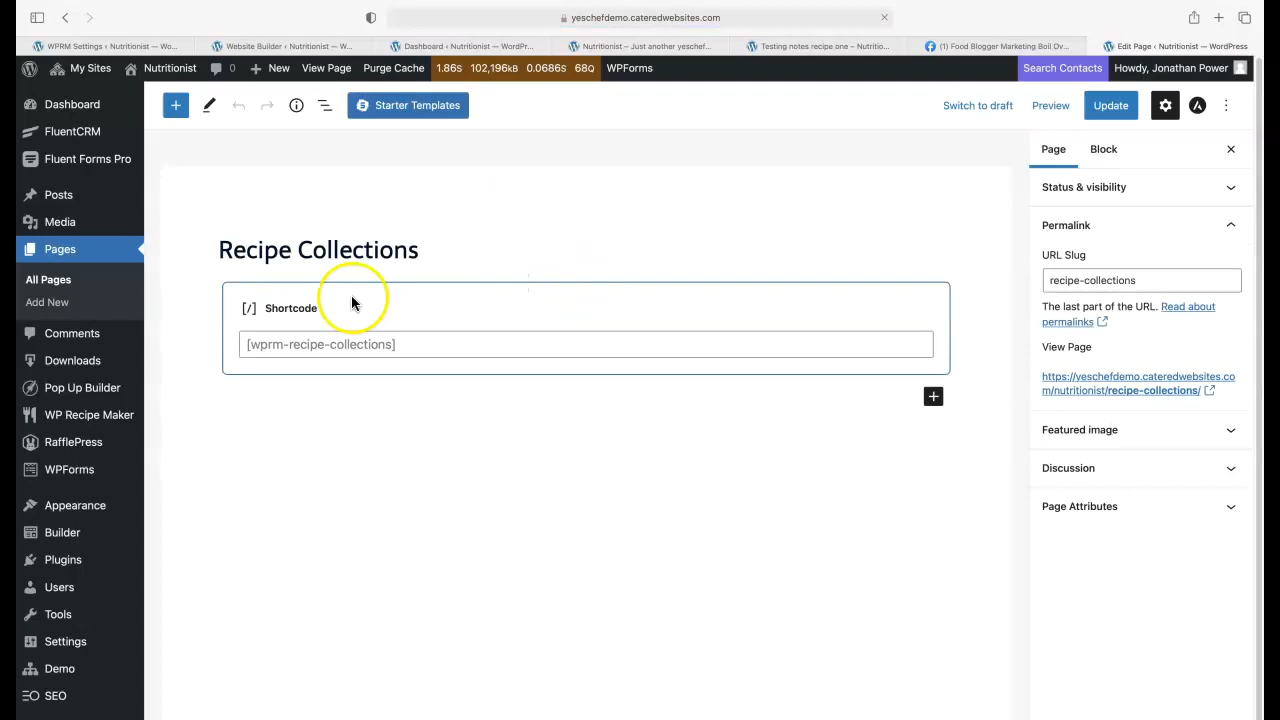 yeschefdemo.cateredwebsites.com
WPRM Settings ‹ Nutritionist — Wo...
Website Builder ‹ Nutritionist — W...
Dashboard ‹ Nutritionist — WordPr...
Nutritionist – Just another yeschef...
Testing notes recipe one – Nutritio...
(1) Food Blogger Marketing Boil Ov...
Edit Page ‹ Nutritionist — WordPress
My Sites
Nutritionist
0
New
View Page
Purge Cache
1.86S 102,196KB 0.0686S 68Q
WPForms
Search Contacts
Howdy, Jonathan Power
Dashboard
FluentCRM
Fluent Forms Pro
Posts
Media
Pages
All Pages
Add New
Comments
Downloads
Pop Up Builder
WP Recipe Maker
RafflePress
WPForms
Appearance
Builder
Plugins
Users
Tools
Settings
Demo
SEO
Starter Templates
Switch to draft
Preview
Update
Recipe Collections
[/] Shortcode
[wprm-recipe-collections]
Page
Block
Status & visibility
Permalink
URL Slug
recipe-collections
The last part of the URL. Read about
permalinks
View Page
https://yeschefdemo.cateredwebsites.co
m/nutritionist/recipe-collections/
Featured image
Discussion
Page Attributes